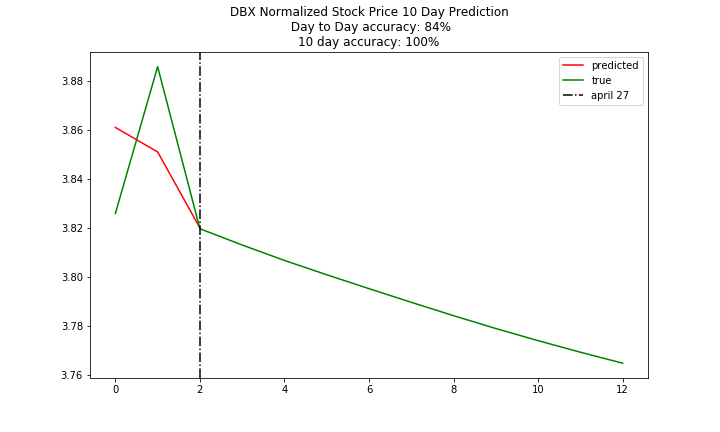 DBX Normalized Stock Price 10 Day Prediction
Day to Day accuracy: 84%
10 day accuracy: 100%
predicted
true
april 27
3.88
3.86
3.84
3.82
3.80
3.78
3.76
0
2
4
6
8
10
12